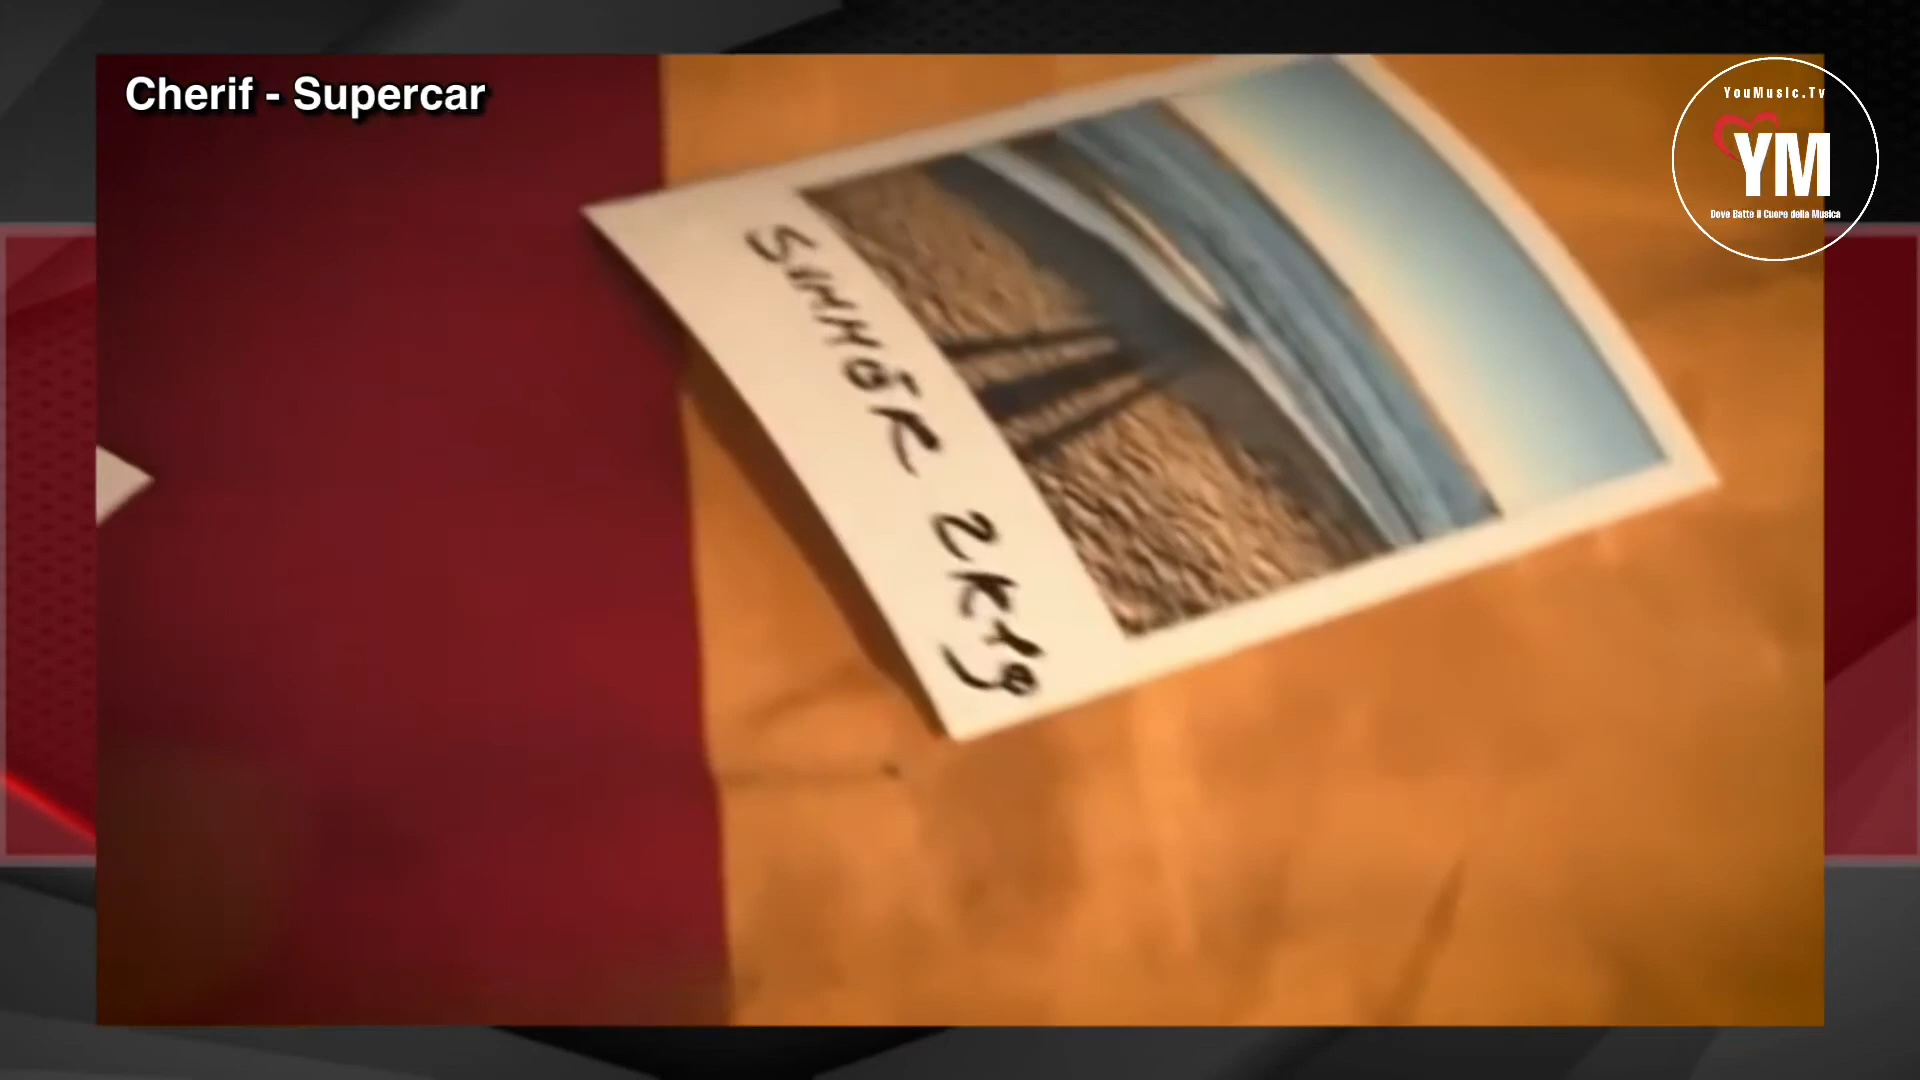 Cherif - Supercar
YouMusic.Tv
YM
Dove Batte il Cuore della Musica
SUMMER 2K19